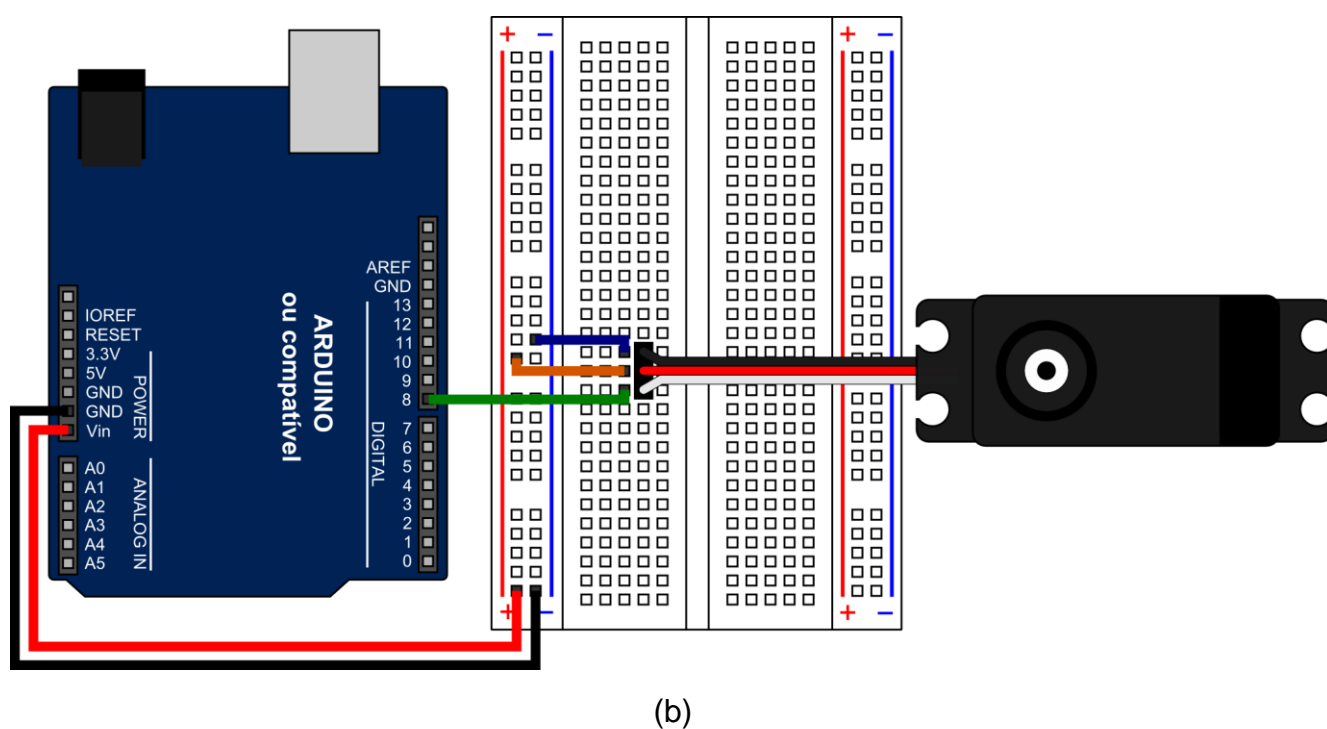 + −
+ −
AREF
GND
13
12
11
10
9
8
IOREF
RESET
3.3V
5V
GND
GND
Vin
POWER
ARDUINO
ou compatível
7
6
5
4
3
2
1
0
DIGITAL
A0
A1
A2
A3
A4
A5
ANALOG IN
+ −
+ −
(b)